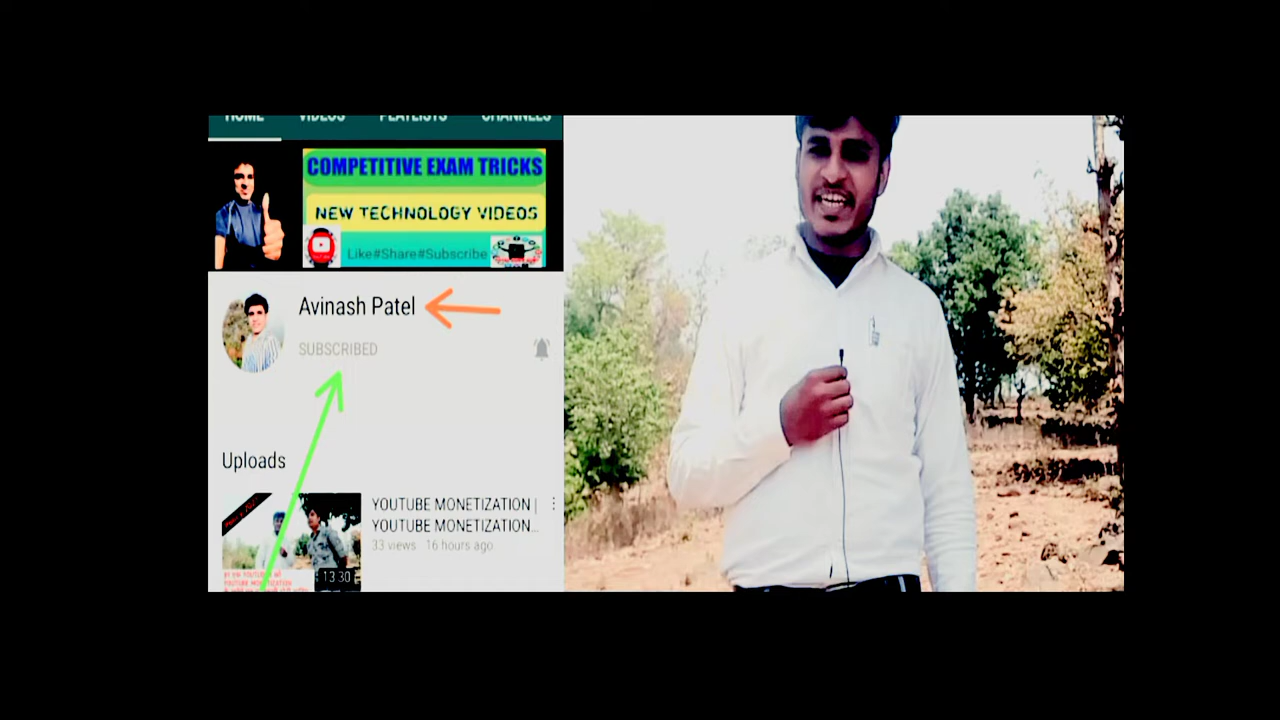 HOME VIDEOS PLAYLISTS CHANNELS
COMPETITIVE EXAM TRICKS
NEW TECHNOLOGY VIDEOS
Like#Share#Subscribe
Avinash Patel
SUBSCRIBED
Uploads
YOUTUBE MONETIZATION |
YOUTUBE MONETIZATION...
33 views 16 hours ago
13:30